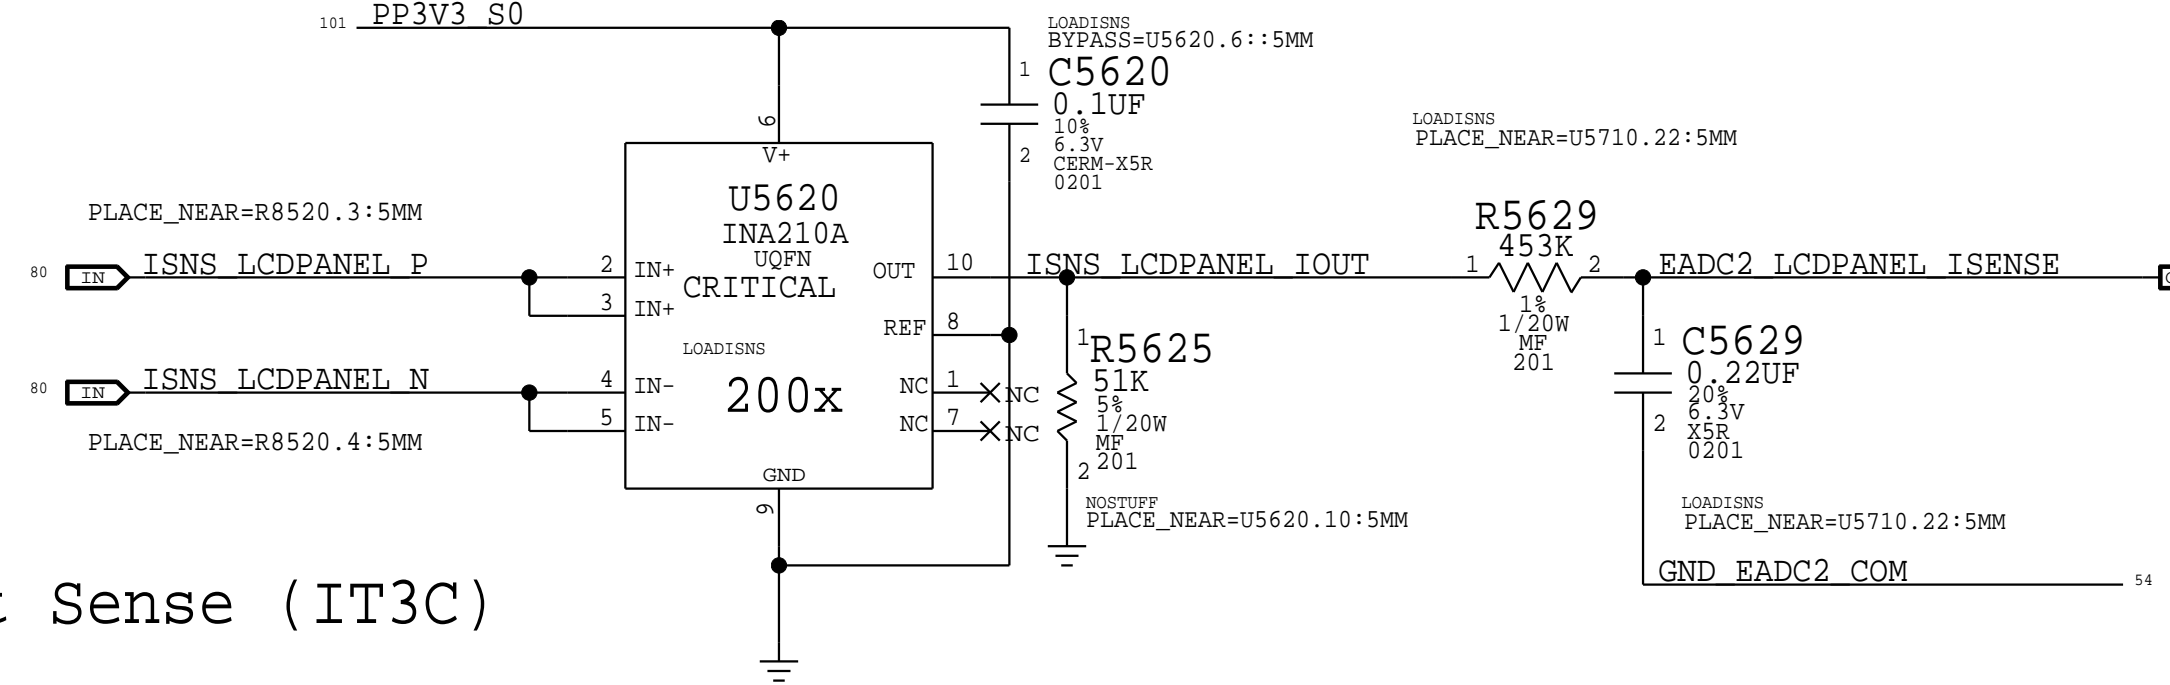 101 PP3V3_S0
LOADISNS
BYPASS=U5620.6::5MM
1 C5620
0.1UF
10%
6.3V
2 CERM-X5R
0201
6
V+
U5620
INA210A
UQFN
CRITICAL
LOADISNS
200x
PLACE_NEAR=R8520.3:5MM
80 IN ISNS_LCDPANEL_P
2 IN+
3 IN+
80 IN ISNS_LCDPANEL_N
4 IN-
5 IN-
PLACE_NEAR=R8520.4:5MM
OUT 10 ISNS_LCDPANEL_IOUT
REF 8
NC 1 NC
NC 7 NC
GND
9
1 R5625
51K
5%
1/20W
MF
2 201
NOSTUFF
PLACE_NEAR=U5620.10:5MM
LOADISNS
PLACE_NEAR=U5710.22:5MM
R5629
453K
1 2
1%
1/20W
MF
201
EADC2_LCDPANEL_ISENSE
1 C5629
0.22UF
20%
6.3V
2 X5R
0201
LOADISNS
PLACE_NEAR=U5710.22:5MM
GND_EADC2_COM 54
Sense (IT3C)